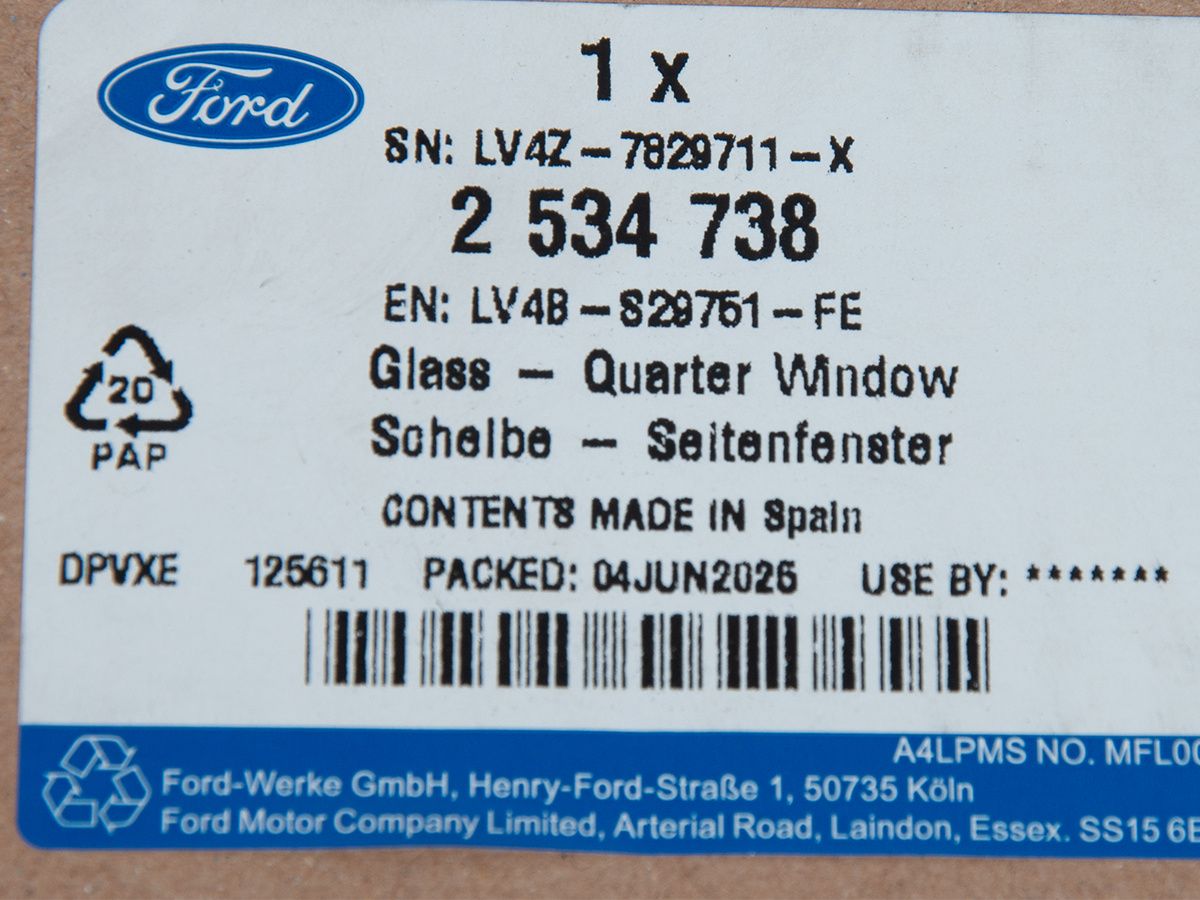 Ford
1 x
SN: LV4Z-7829711-X
2 534 738
EN: LV4B-S29751-FE
Glass - Quarter Window
20
Scheibe - Seitenfenster
PAP
CONTENTS MADE IN Spain
DPVXE 125611 PACKED: 04JUN2025 USE BY: *******
A4LPMS NO. MFL00
Ford-Werke GmbH, Henry-Ford-Straße 1, 50735 Köln
Ford Motor Company Limited, Arterial Road, Laindon, Essex. SS15 6E